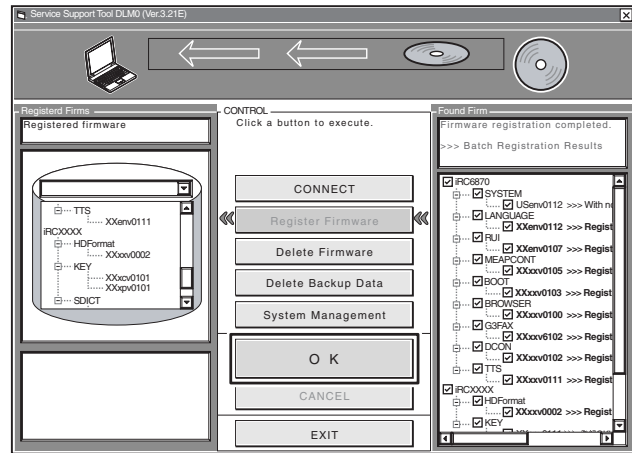 Service Support Tool DLM0 (Ver.3.21E)
Registerd Firms
Registered firmware
TTS
XXenv0111
iRCXXXX
HDFormat
XXxxv0002
KEY
XXxcv0101
XXxpv0101
SDICT
CONTROL
Click a button to execute.
CONNECT
Register Firmware
Delete Firmware
Delete Backup Data
System Management
O K
CANCEL
EXIT
Found Firm
Firmware registration completed.
>>> Batch Registration Results
iRC6870
SYSTEM
USenv0112 >>> With n
LANGUAGE
XXenv0112 >>> Regist
RUI
XXenv0107 >>> Regist
MEAPCONT
XXxxv0105 >>> Regist
BOOT
XXxxv0103 >>> Regist
BROWSER
XXxxv0100 >>> Regist
G3FAX
XXxxv6102 >>> Regist
DCON
XXxxv0102 >>> Regist
TTS
XXxxv0111 >>> Regist
iRCXXXX
HDFormat
XXxxv0002 >>> Regist
KEY